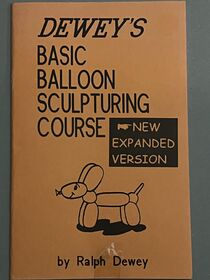 DEWEY'S
BASIC
BALLOON
SCULPTURING
COURSE
NEW
EXPANDED
VERSION
by Ralph Dewey